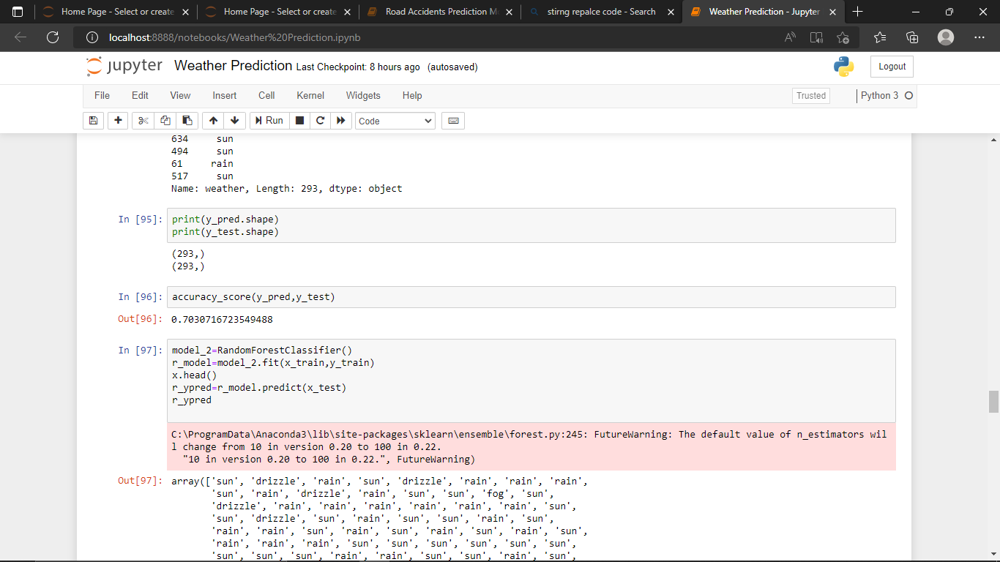 Home Page - Select or create
Home Page - Select or create
Road Accidents Prediction M
stirng repalce code - Search
Weather Prediction - Jupyter
localhost:8888/notebooks/Weather%20Prediction.ipynb
jupyter Weather Prediction Last Checkpoint: 8 hours ago (autosaved)
Logout
File Edit View Insert Cell Kernel Widgets Help
Trusted
Python 3
Run
Code
634 sun
494 sun
61 rain
517 sun
Name: weather, Length: 293, dtype: object
In [95]: print(y_pred.shape)
print(y_test.shape)
(293,)
(293,)
In [96]: accuracy_score(y_pred,y_test)
Out[96]: 0.7030716723549488
In [97]: model_2=RandomForestClassifier()
r_model=model_2.fit(x_train,y_train)
x.head()
r_ypred=r_model.predict(x_test)
r_ypred
C:\ProgramData\Anaconda3\lib\site-packages\sklearn\ensemble\forest.py:245: FutureWarning: The default value of n_estimators wil
l change from 10 in version 0.20 to 100 in 0.22.
"10 in version 0.20 to 100 in 0.22.", FutureWarning)
Out[97]: array(['sun', 'drizzle', 'rain', 'sun', 'drizzle', 'rain', 'rain', 'rain',
'sun', 'rain', 'drizzle', 'rain', 'sun', 'sun', 'fog', 'sun',
'drizzle', 'rain', 'rain', 'rain', 'rain', 'rain', 'rain', 'sun',
'sun', 'drizzle', 'sun', 'rain', 'sun', 'sun', 'rain', 'sun',
'rain', 'rain', 'sun', 'rain', 'sun', 'rain', 'sun', 'rain', 'sun',
'rain', 'rain', 'rain', 'sun', 'sun', 'sun', 'sun', 'sun', 'sun',
'sun', 'sun', 'sun', 'rain', 'rain', 'sun', 'sun', 'rain', 'sun',